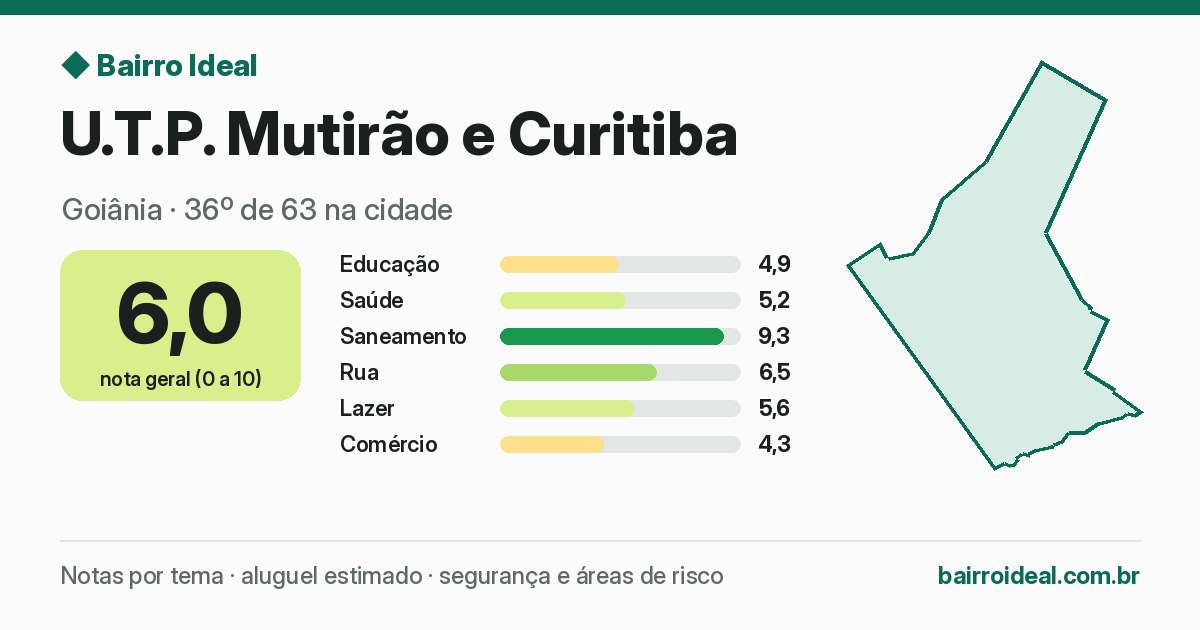 Bairro Ideal
U.T.P. Mutirão e Curitiba
Goiânia · 36º de 63 na cidade
6,0
nota geral (0 a 10)
Educação 4,9
Saúde 5,2
Saneamento 9,3
Rua 6,5
Lazer 5,6
Comércio 4,3
Notas por tema · aluguel estimado · segurança e áreas de risco
bairroideal.com.br